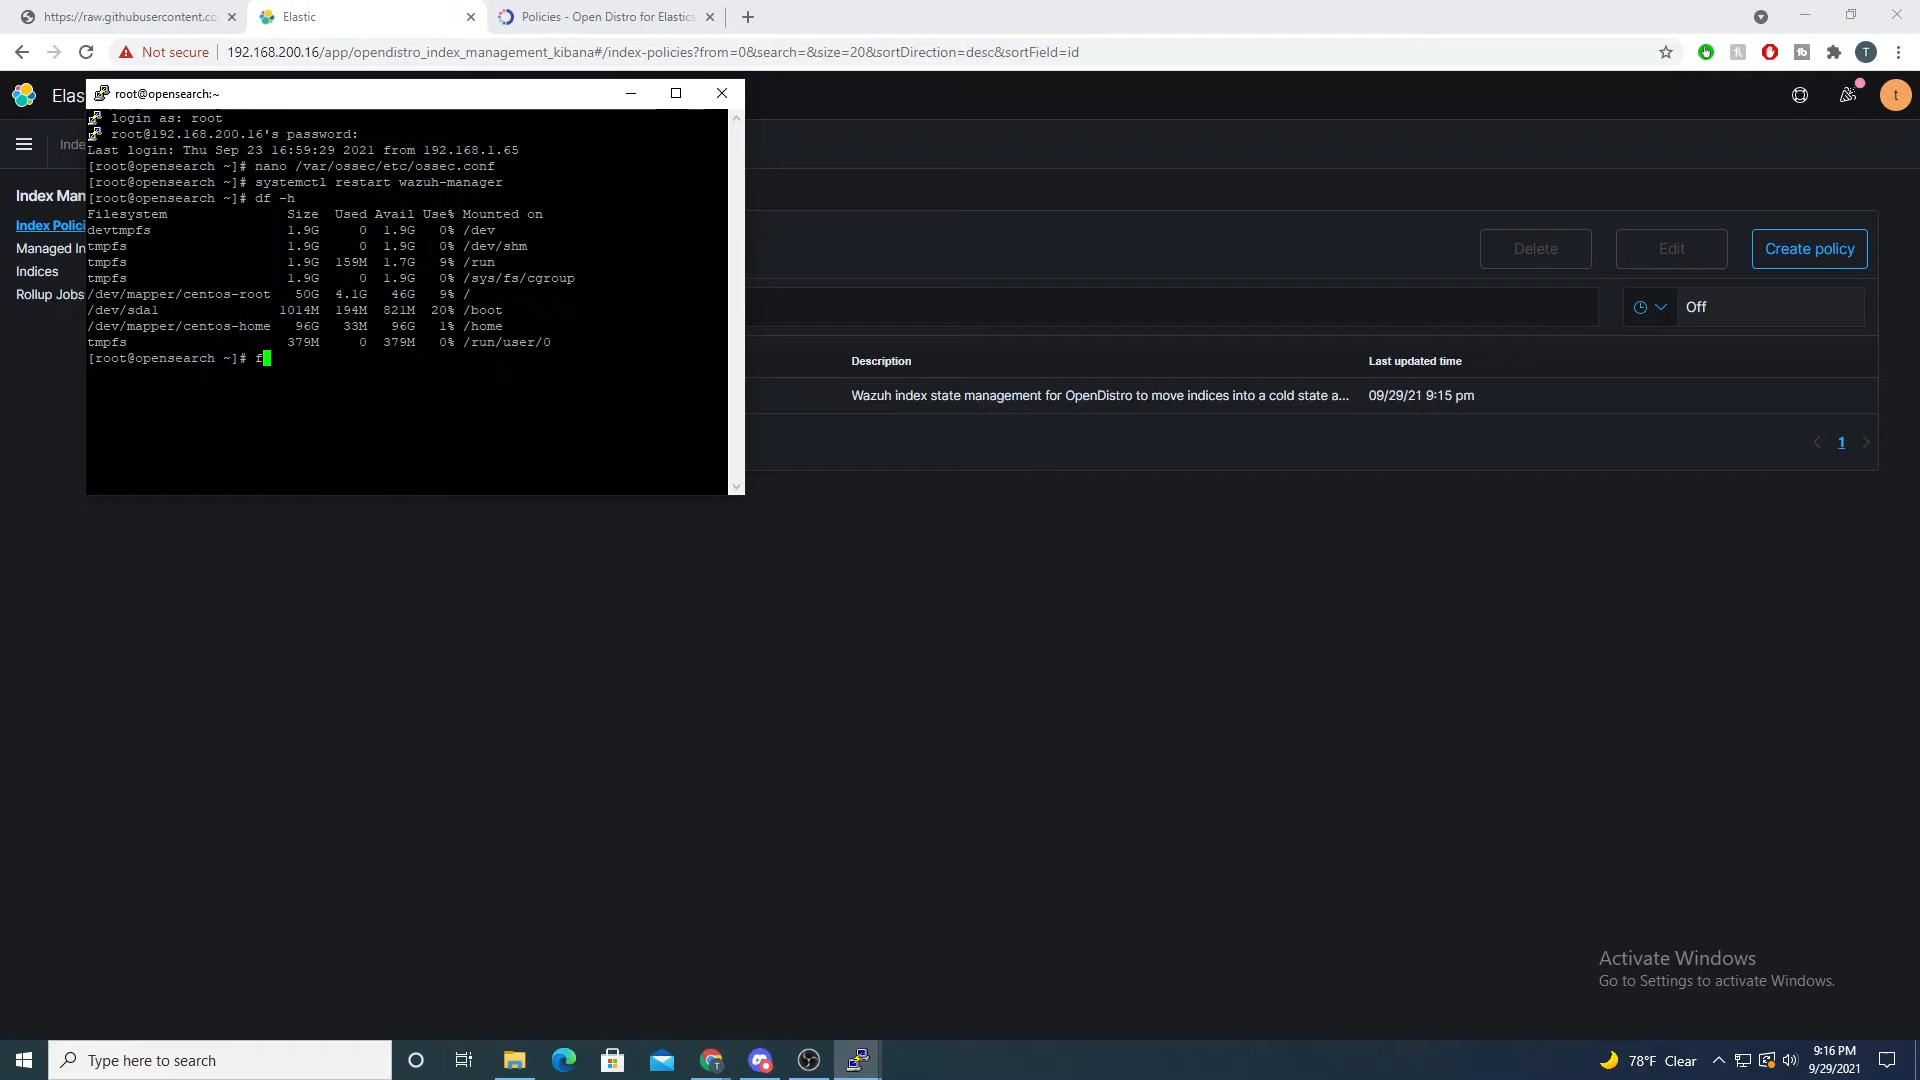 https://raw.githubusercontent.co
Elastic
Policies - Open Distro for Elastics
Not secure
192.168.200.16/app/opendistro_index_management_kibana#/index-policies?from=0&search=&size=20&sortDirection=desc&sortField=id
T
Elas
t
root@opensearch:~
Inde
login as: root
root@192.168.200.16's password:
Last login: Thu Sep 23 16:59:29 2021 from 192.168.1.65
[root@opensearch ~]# nano /var/ossec/etc/ossec.conf
[root@opensearch ~]# systemctl restart wazuh-manager
[root@opensearch ~]# df -h
Filesystem Size Used Avail Use% Mounted on
devtmpfs 1.9G 0 1.9G 0% /dev
tmpfs 1.9G 0 1.9G 0% /dev/shm
tmpfs 1.9G 159M 1.7G 9% /run
tmpfs 1.9G 0 1.9G 0% /sys/fs/cgroup
/dev/mapper/centos-root 50G 4.1G 46G 9% /
/dev/sda1 1014M 194M 821M 20% /boot
/dev/mapper/centos-home 96G 33M 96G 1% /home
tmpfs 379M 0 379M 0% /run/user/0
[root@opensearch ~]# f
Index Man
Index Polici
Managed In
Indices
Rollup Jobs
Delete
Edit
Create policy
Off
Description
Last updated time
Wazuh index state management for OpenDistro to move indices into a cold state a...
09/29/21 9:15 pm
1
Activate Windows
Go to Settings to activate Windows.
Type here to search
78°F Clear
9:16 PM
9/29/2021